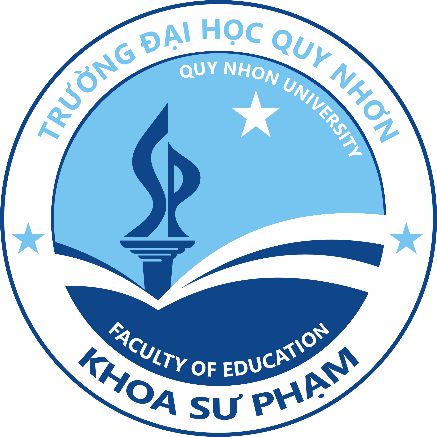 TRƯỜNG ĐẠI HỌC QUY NHƠN
QUY NHON UNIVERSITY
SP
FACULTY OF EDUCATION
KHOA SƯ PHẠM